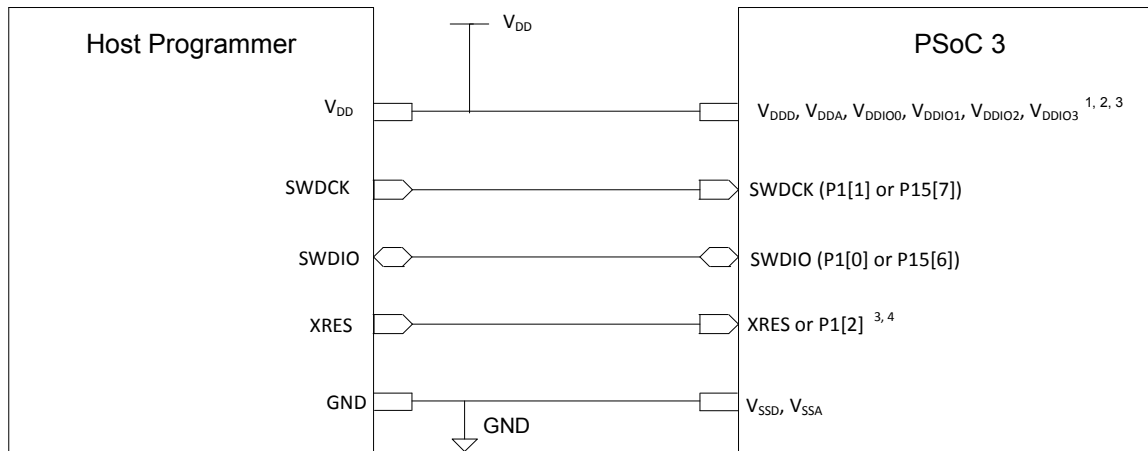 Host Programmer
PSoC 3
VDD
VDD
VDDD, VDDA, VDDIO0, VDDIO1, VDDIO2, VDDIO3 1, 2, 3
SWDCK
SWDCK (P1[1] or P15[7])
SWDIO
SWDIO (P1[0] or P15[6])
XRES
XRES or P1[2] 3, 4
GND
GND
VSSD, VSSA